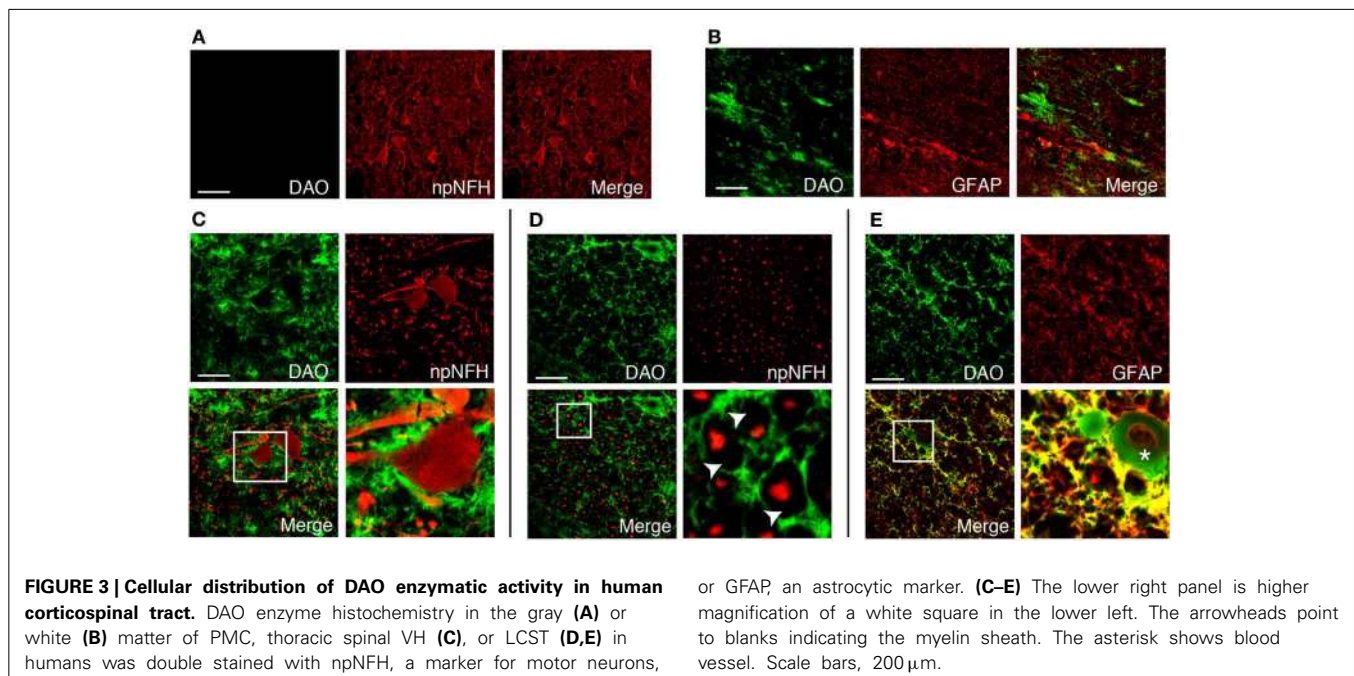 A
DAO
npNFH
Merge
B
DAO
GFAP
Merge
C
DAO
npNFH
Merge
D
DAO
npNFH
Merge
E
DAO
GFAP
Merge
*
FIGURE 3 | Cellular distribution of DAO enzymatic activity in human
corticospinal tract. DAO enzyme histochemistry in the gray (A) or
white (B) matter of PMC, thoracic spinal VH (C), or LCST (D,E) in
humans was double stained with npNFH, a marker for motor neurons,
or GFAP, an astrocytic marker. (C–E) The lower right panel is higher
magnification of a white square in the lower left. The arrowheads point
to blanks indicating the myelin sheath. The asterisk shows blood
vessel. Scale bars, 200 μm.